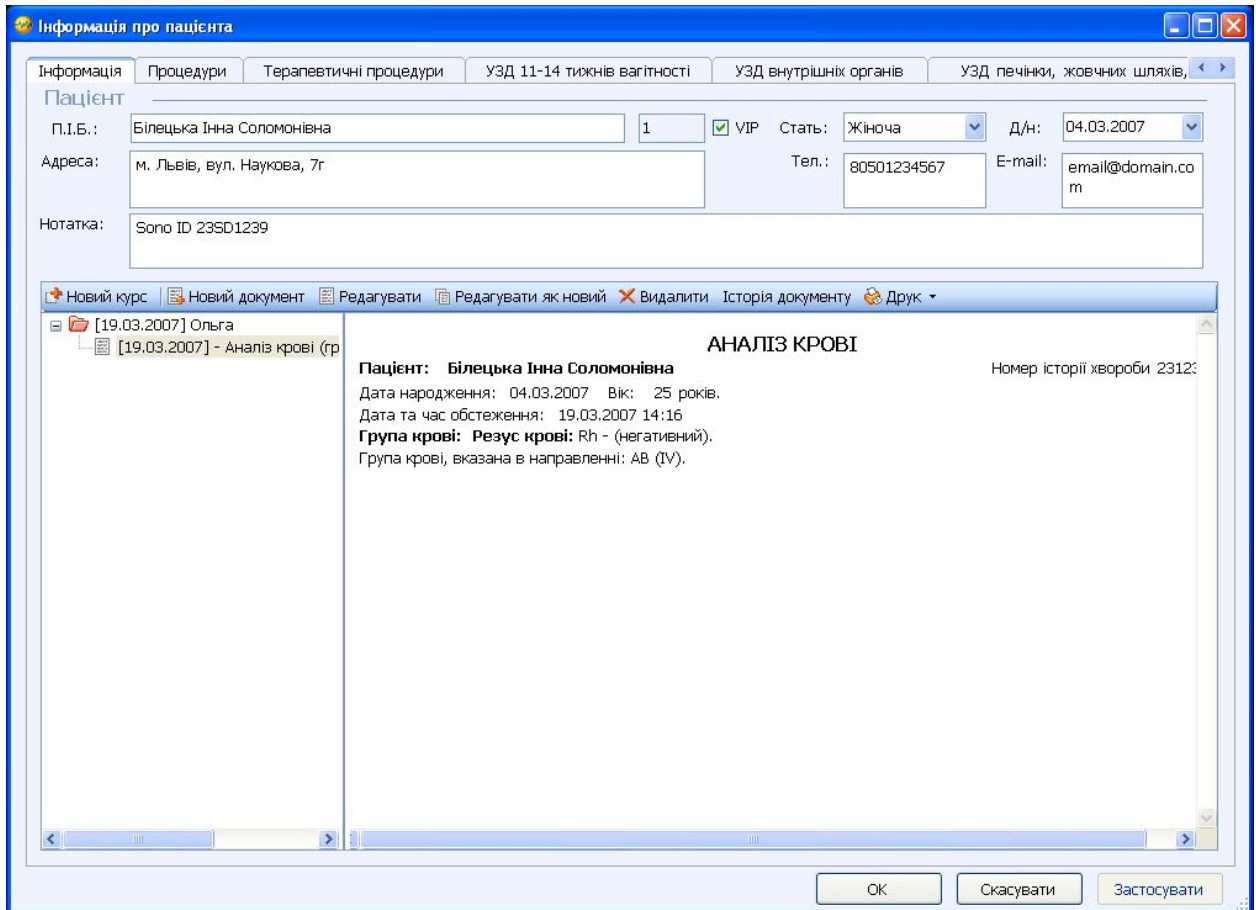 Інформація про пацієнта
Інформація Процедури Терапевтичні процедури УЗД 11-14 тижнів вагітності УЗД внутрішніх органів УЗД печінки, жовчних шляхів,
Пацієнт
П.І.Б.: Білецька Інна Соломонівна 1 VIP Стать: Жіноча Д/н: 04.03.2007
Адреса: м. Львів, вул. Наукова, 7г Тел.: 80501234567 E-mail: email@domain.co
m
Нотатка: Sono ID 23SD1239
Новий курс Новий документ Редагувати Редагувати як новий Видалити Історія документу Друк
[19.03.2007] Ольга
[19.03.2007] - Аналіз крові (гр
АНАЛІЗ КРОВІ
Пацієнт: Білецька Інна Соломонівна Номер історії хвороби 23123
Дата народження: 04.03.2007 Вік: 25 років.
Дата та час обстеження: 19.03.2007 14:16
Група крові: Резус крові: Rh - (негативний).
Група крові, вказана в направленні: AB (IV).
OK Скасувати Застосувати